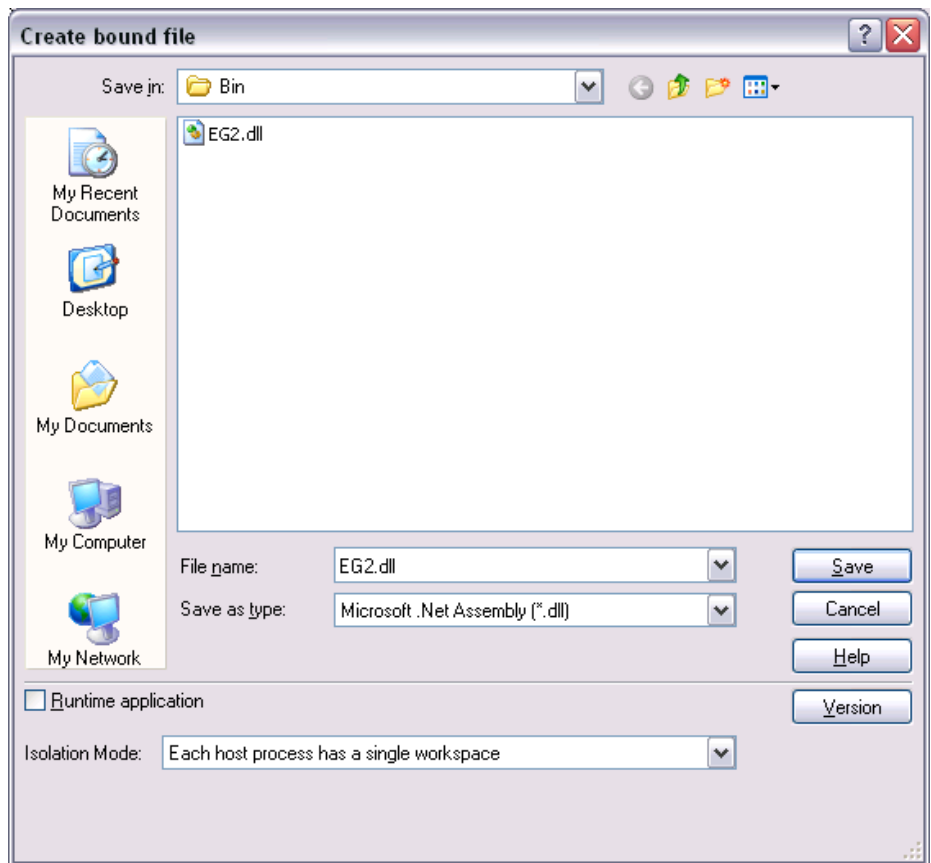 Create bound file
?
Save in:
Bin
EG2.dll
My Recent
Documents
Desktop
My Documents
My Computer
My Network
File name:
EG2.dll
Save
Save as type:
Microsoft .Net Assembly (*.dll)
Cancel
Help
Runtime application
Version
Isolation Mode:
Each host process has a single workspace